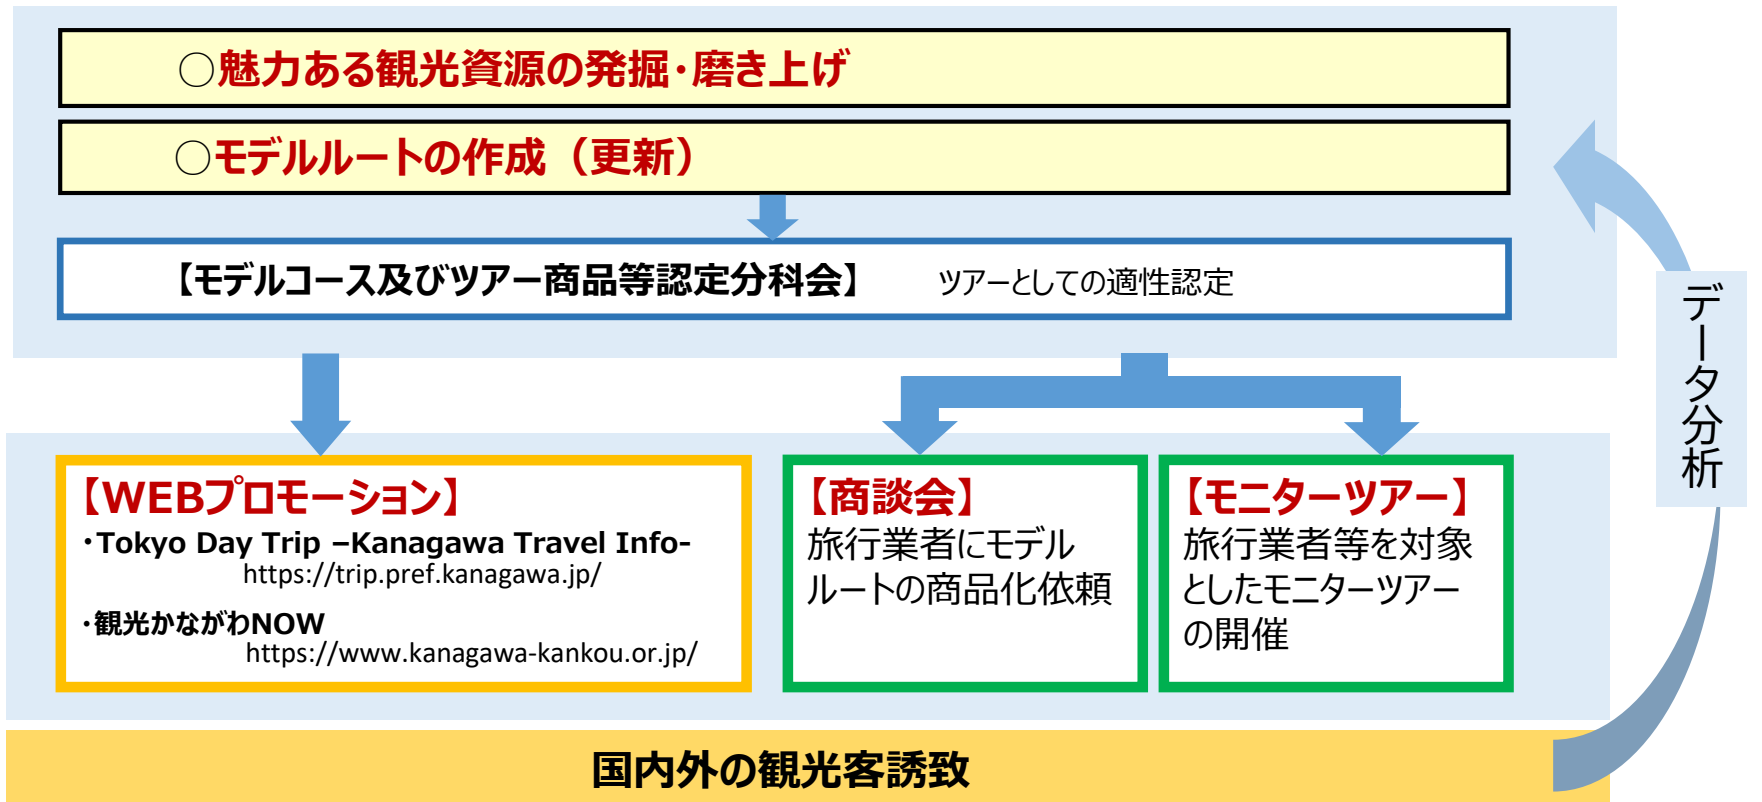 ○魅力ある観光資源の発掘・磨き上げ
○モデルルートの作成（更新）
【モデルコース及びツアー商品等認定分科会】 ツアーとしての適性認定
データ分析
【WEBプロモーション】
・Tokyo Day Trip –Kanagawa Travel Info-
https://trip.pref.kanagawa.jp/
・観光かながわNOW
https://www.kanagawa-kankou.or.jp/
【商談会】
旅行業者にモデル
ルートの商品化依頼
【モニターツアー】
旅行業者等を対象
としたモニターツアー
の開催
国内外の観光客誘致